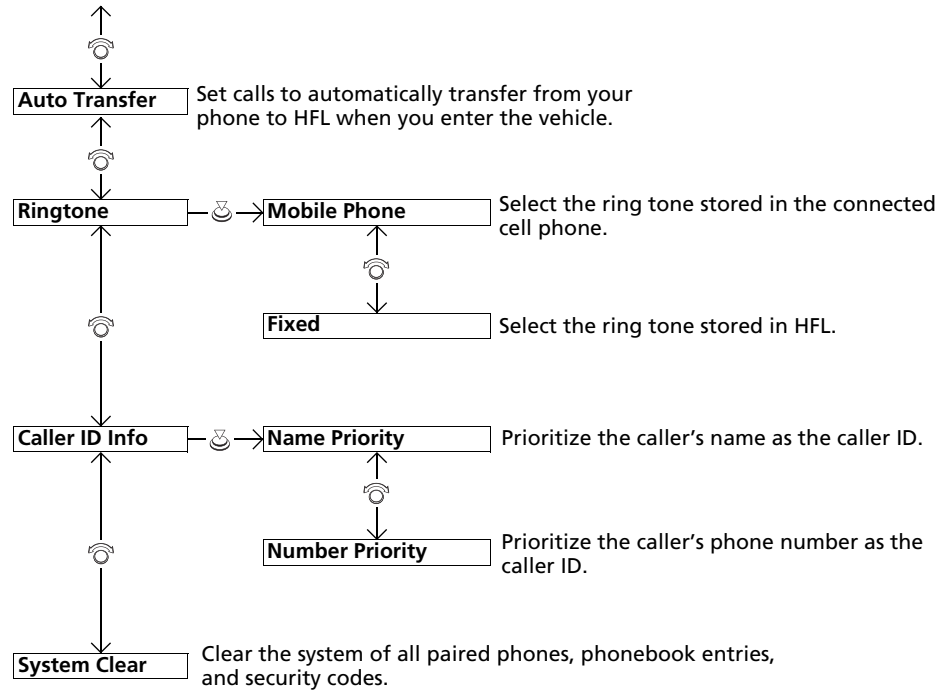 Auto Transfer
Set calls to automatically transfer from your
phone to HFL when you enter the vehicle.
Ringtone
Mobile Phone
Select the ring tone stored in the connected
cell phone.
Fixed
Select the ring tone stored in HFL.
Caller ID Info
Name Priority
Prioritize the caller’s name as the caller ID.
Number Priority
Prioritize the caller’s phone number as the
caller ID.
System Clear
Clear the system of all paired phones, phonebook entries,
and security codes.